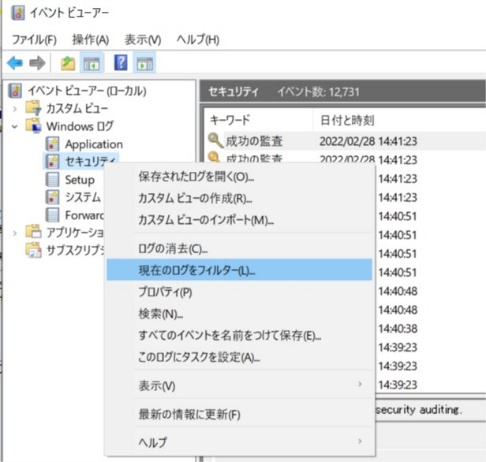 イベント ビューアー
ファイル(F) 操作(A) 表示(V) ヘルプ(H)
イベント ビューアー (ローカル)
カスタム ビュー
Windows ログ
Application
セキュリティ
Setup
システム
Forward
アプリケーショ
サブスクリプ
セキュリティ イベント数: 12,731
キーワード 日付と時刻
成功の監査 2022/02/28 14:41:23
成功の監査 2022/02/28 14:41:23
14:41:23
14:41:23
14:40:51
14:40:51
14:40:51
14:40:51
14:40:48
14:40:48
14:40:38
14:39:23
14:39:23
14:39:23
security auditing.
保存されたログを開く(O)...
カスタム ビューの作成(R)...
カスタム ビューのインポート(M)...
ログの消去(C)...
現在のログをフィルター(L)...
プロパティ(P)
検索(N)...
すべてのイベントを名前をつけて保存(E)...
このログにタスクを設定(A)...
表示(V)
最新の情報に更新(F)
ヘルプ